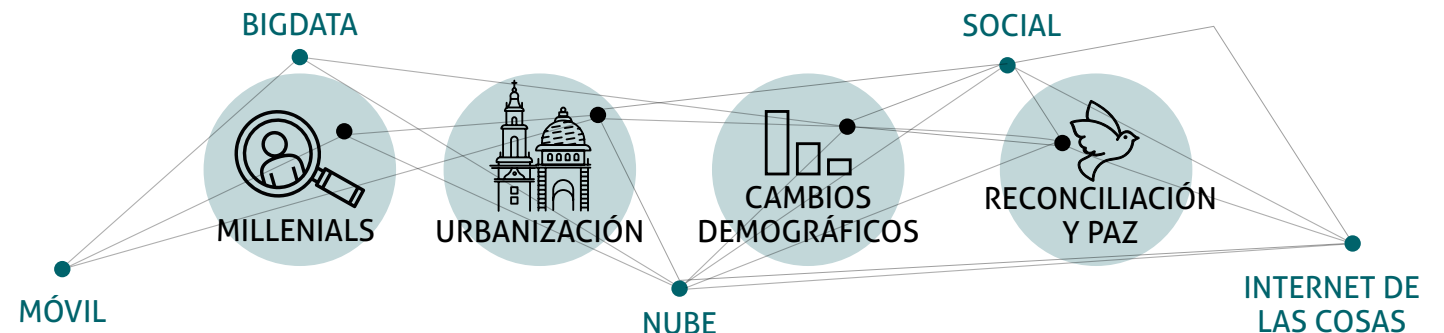 BIGDATA
SOCIAL
MILLENIALS
URBANIZACIÓN
CAMBIOS
DEMOGRÁFICOS
RECONCILIACIÓN
Y PAZ
MÓVIL
NUBE
INTERNET DE
LAS COSAS